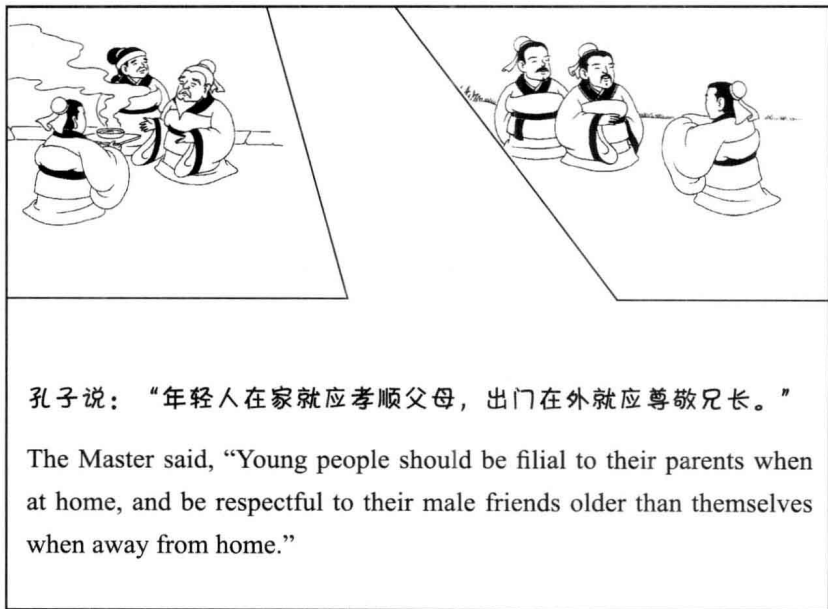 孔子说：“年轻人在家就应孝顺父母，出门在外就应尊敬兄长。”
The Master said, “Young people should be filial to their parents when
at home, and be respectful to their male friends older than themselves
when away from home.”